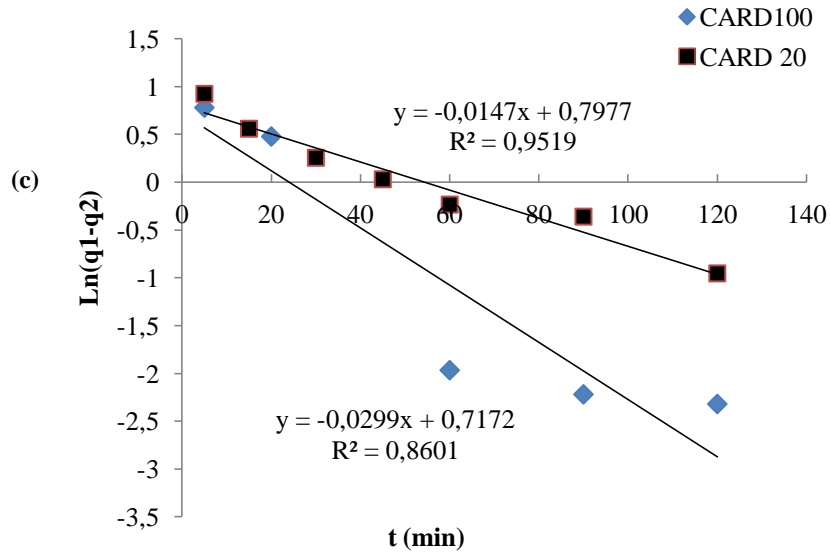 CARD100
CARD 20
1
0,5
0
-0,5
-1
-1,5
-2
-2,5
-3
-3,5
0
20
40
60
80
100
120
140
y = -0,0147x + 0,7977
R² = 0,9519
y = -0,0299x + 0,7172
R² = 0,8601
(c)
Ln(q1-q2)
t (min)
1,5